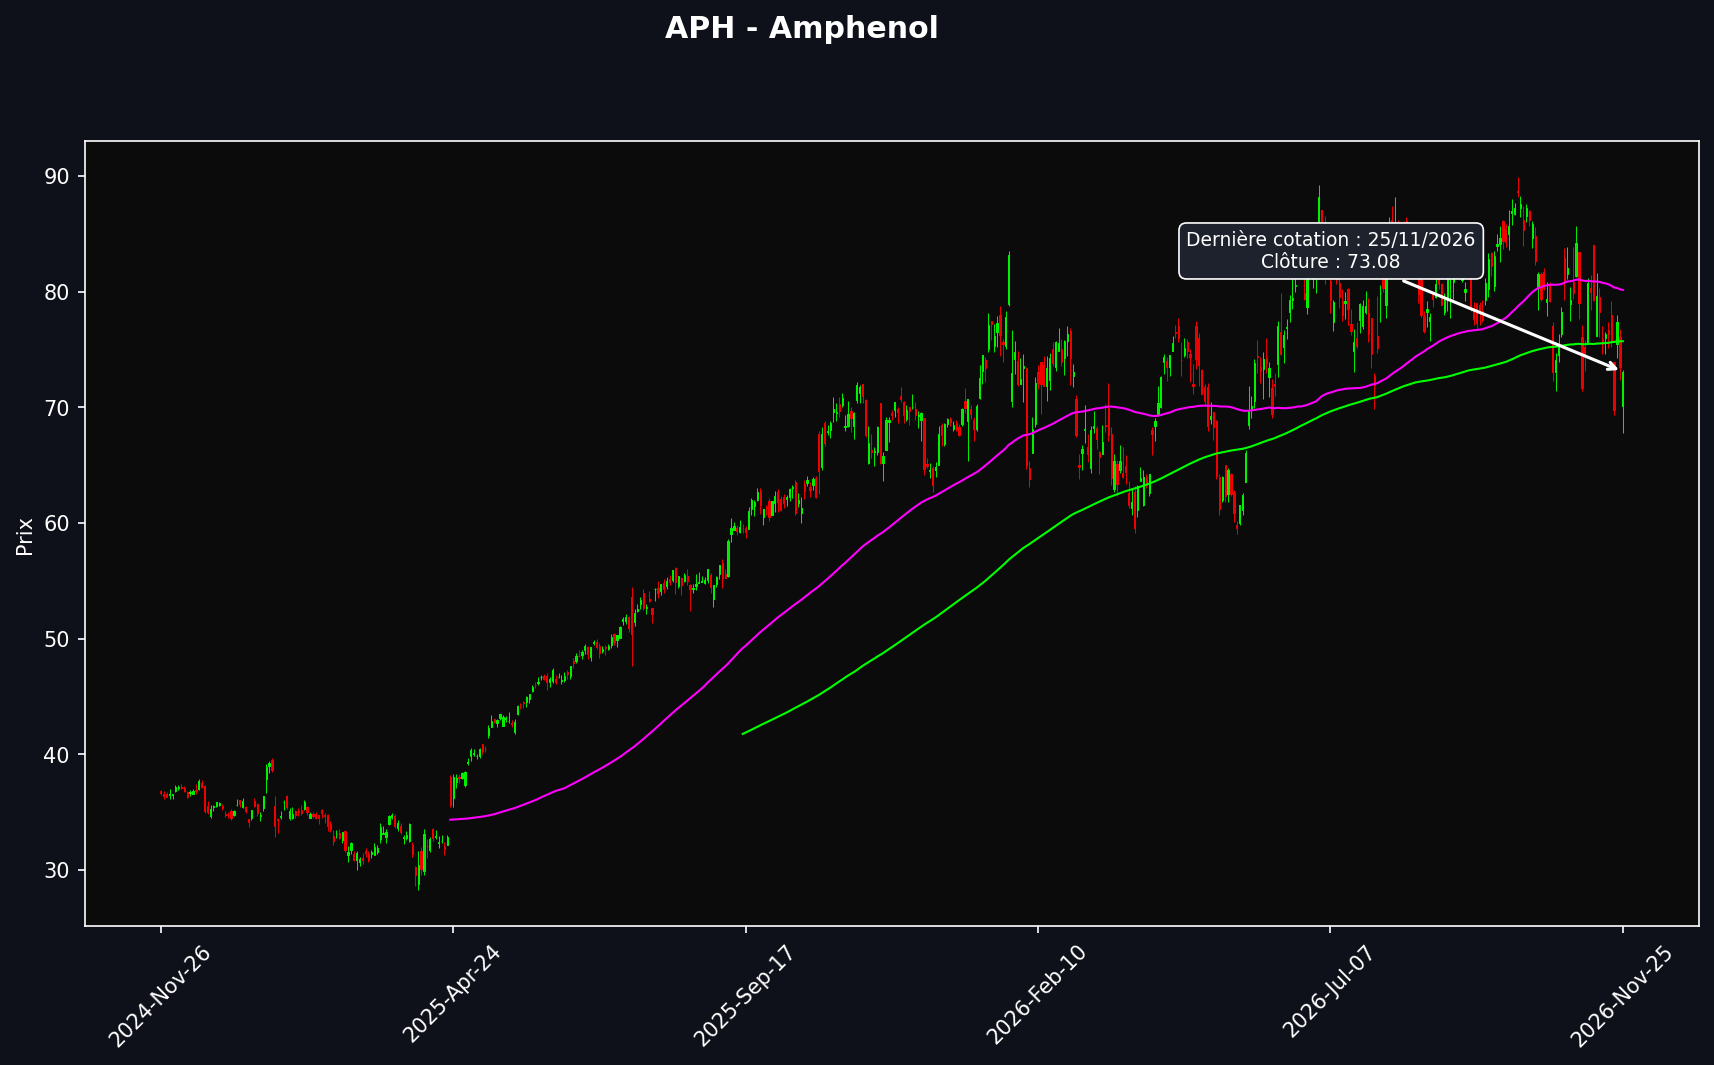 APH - Amphenol
90
80
70
60
50
40
30
Prix
Dernière cotation : 25/11/2026
Clôture : 73.08
2024-Nov-26
2025-Apr-24
2025-Sep-17
2026-Feb-10
2026-Jul-07
2026-Nov-25